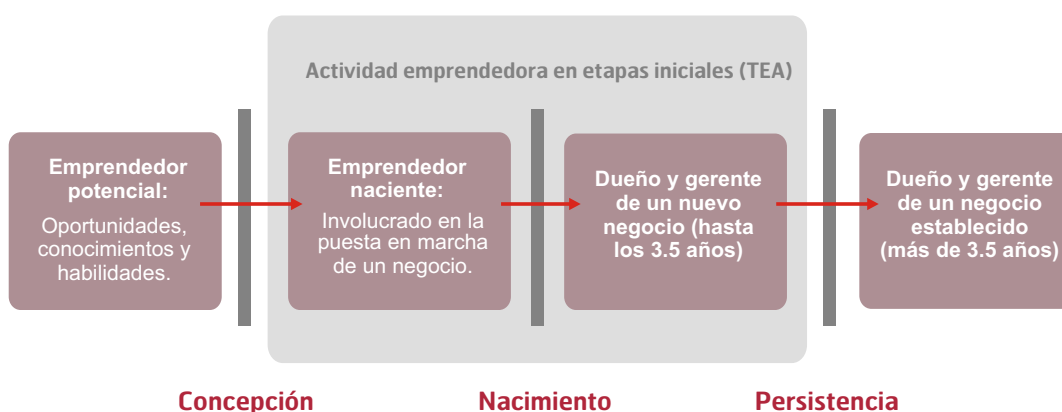 Actividad emprendedora en etapas iniciales (TEA)
Emprendedor
potencial:
Oportunidades,
conocimientos y
habilidades.
Emprendedor
naciente:
Involucrado en la
puesta en marcha
de un negocio.
Dueño y gerente
de un nuevo
negocio (hasta
los 3.5 años)
Dueño y gerente
de un negocio
establecido
(más de 3.5 años)
Concepción
Nacimiento
Persistencia